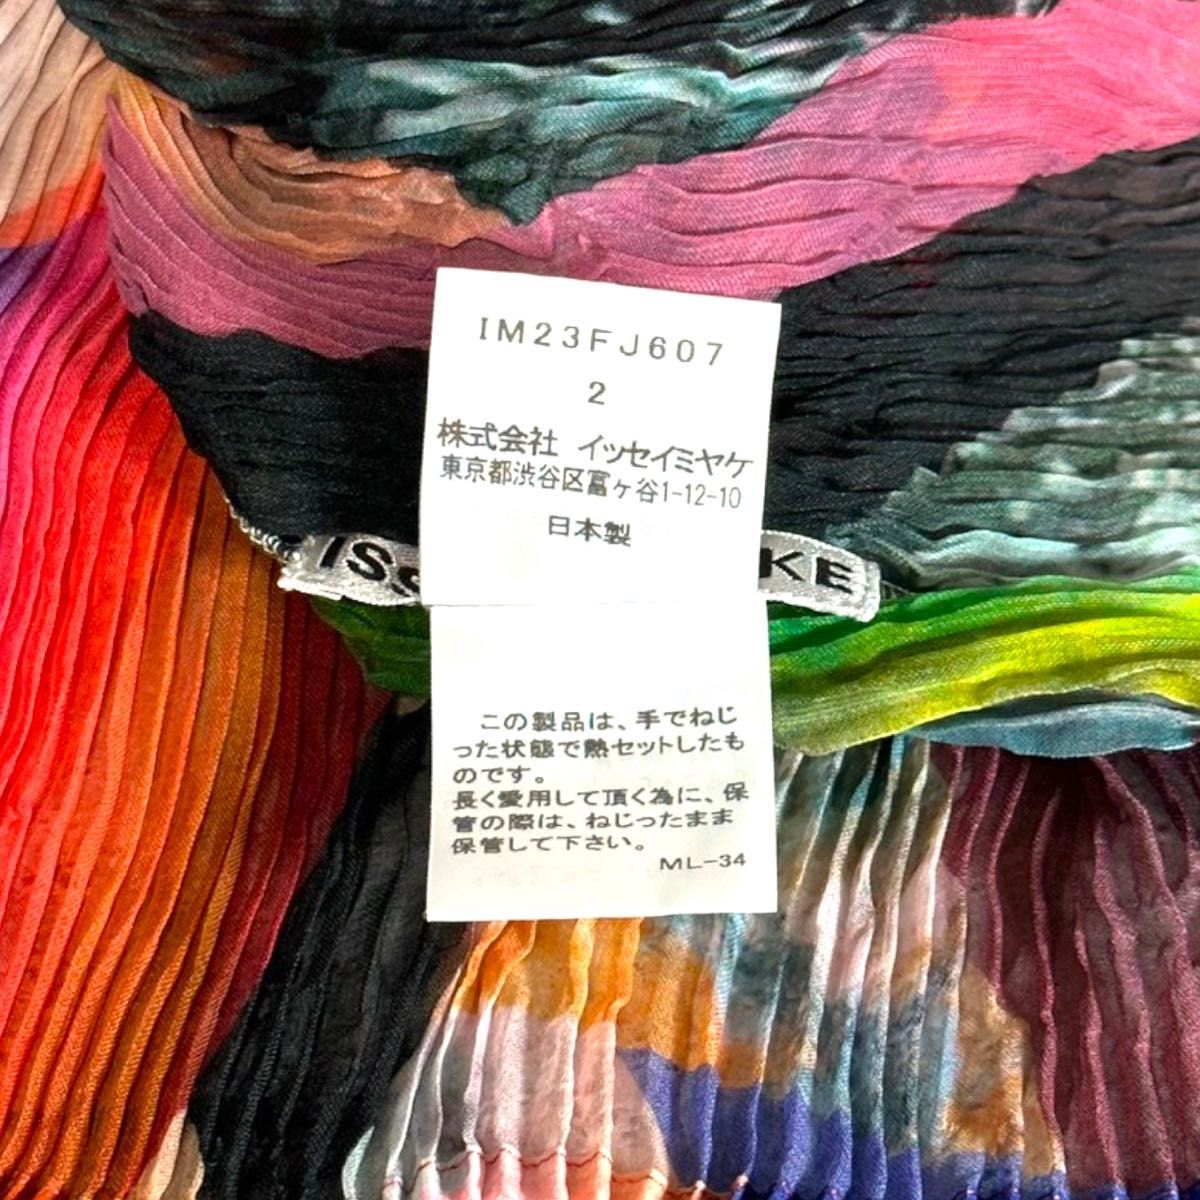 IM23FJ607
2
株式会社 イッセイミヤケ
東京都渋谷区富ヶ谷1-12-10
日本製
ISS KE
この製品は、手でねじ
った状態で熱セットしたも
のです。
長く愛用して頂く為に、保
管の際は、ねじったまま
保管して下さい。
ML-34